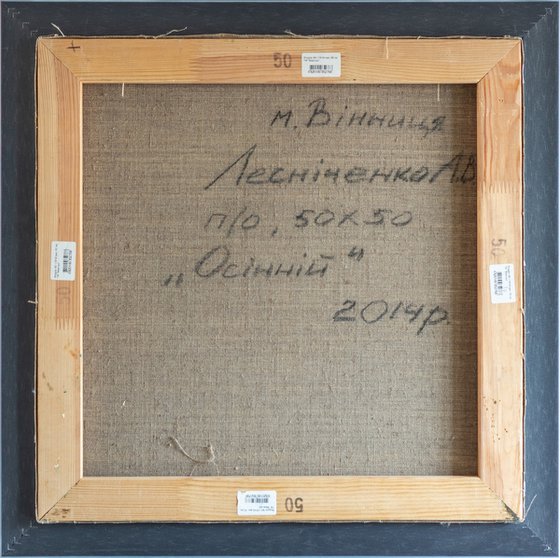 50
м. Вінниця
Лесніченко А.В
п/о, 50х50
„Осінній"
2014р.
50
50